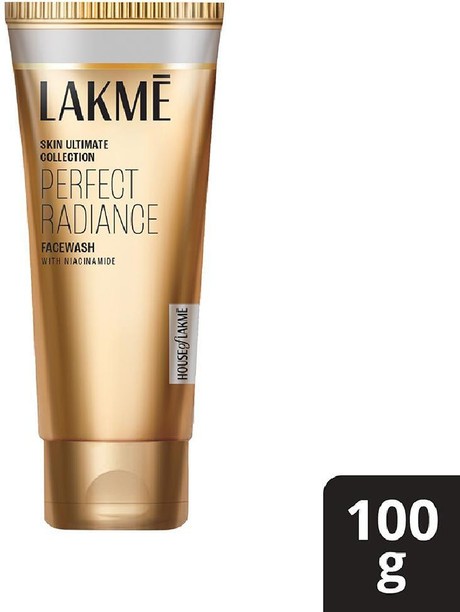 LAKMĒ
SKIN ULTIMATE
COLLECTION
PERFECT
RADIANCE
FACEWASH
WITH NIACINAMIDE
HOUSE of LAKMĒ
100
g